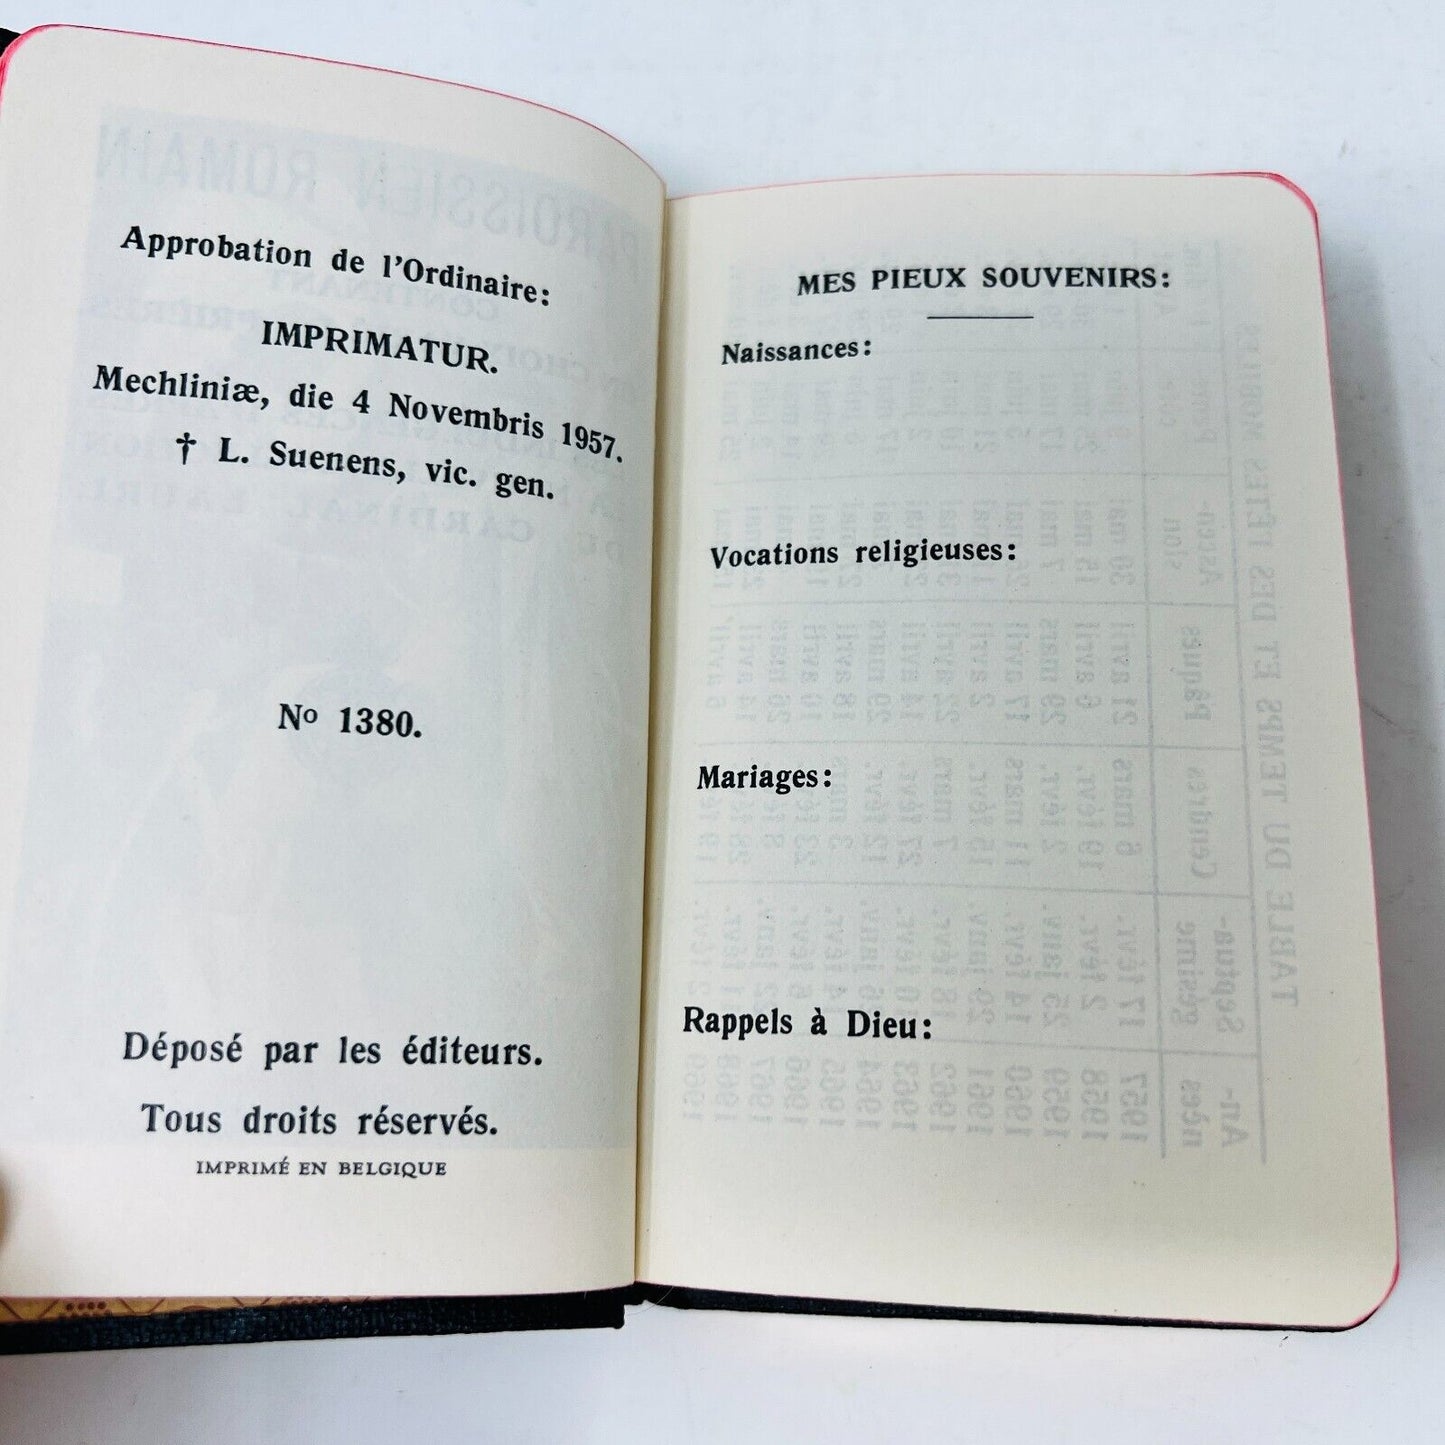 Approbation de l'Ordinaire:
IMPRIMATUR.
Mechliniæ, die 4 Novembris 1957.
† L. Suenens, vic. gen.
Nº 1380.
Déposé par les éditeurs.
Tous droits réservés.
IMPRIMÉ EN BELGIQUE
MES PIEUX SOUVENIRS:
Naissances:
Vocations religieuses:
Mariages:
Rappels à Dieu: